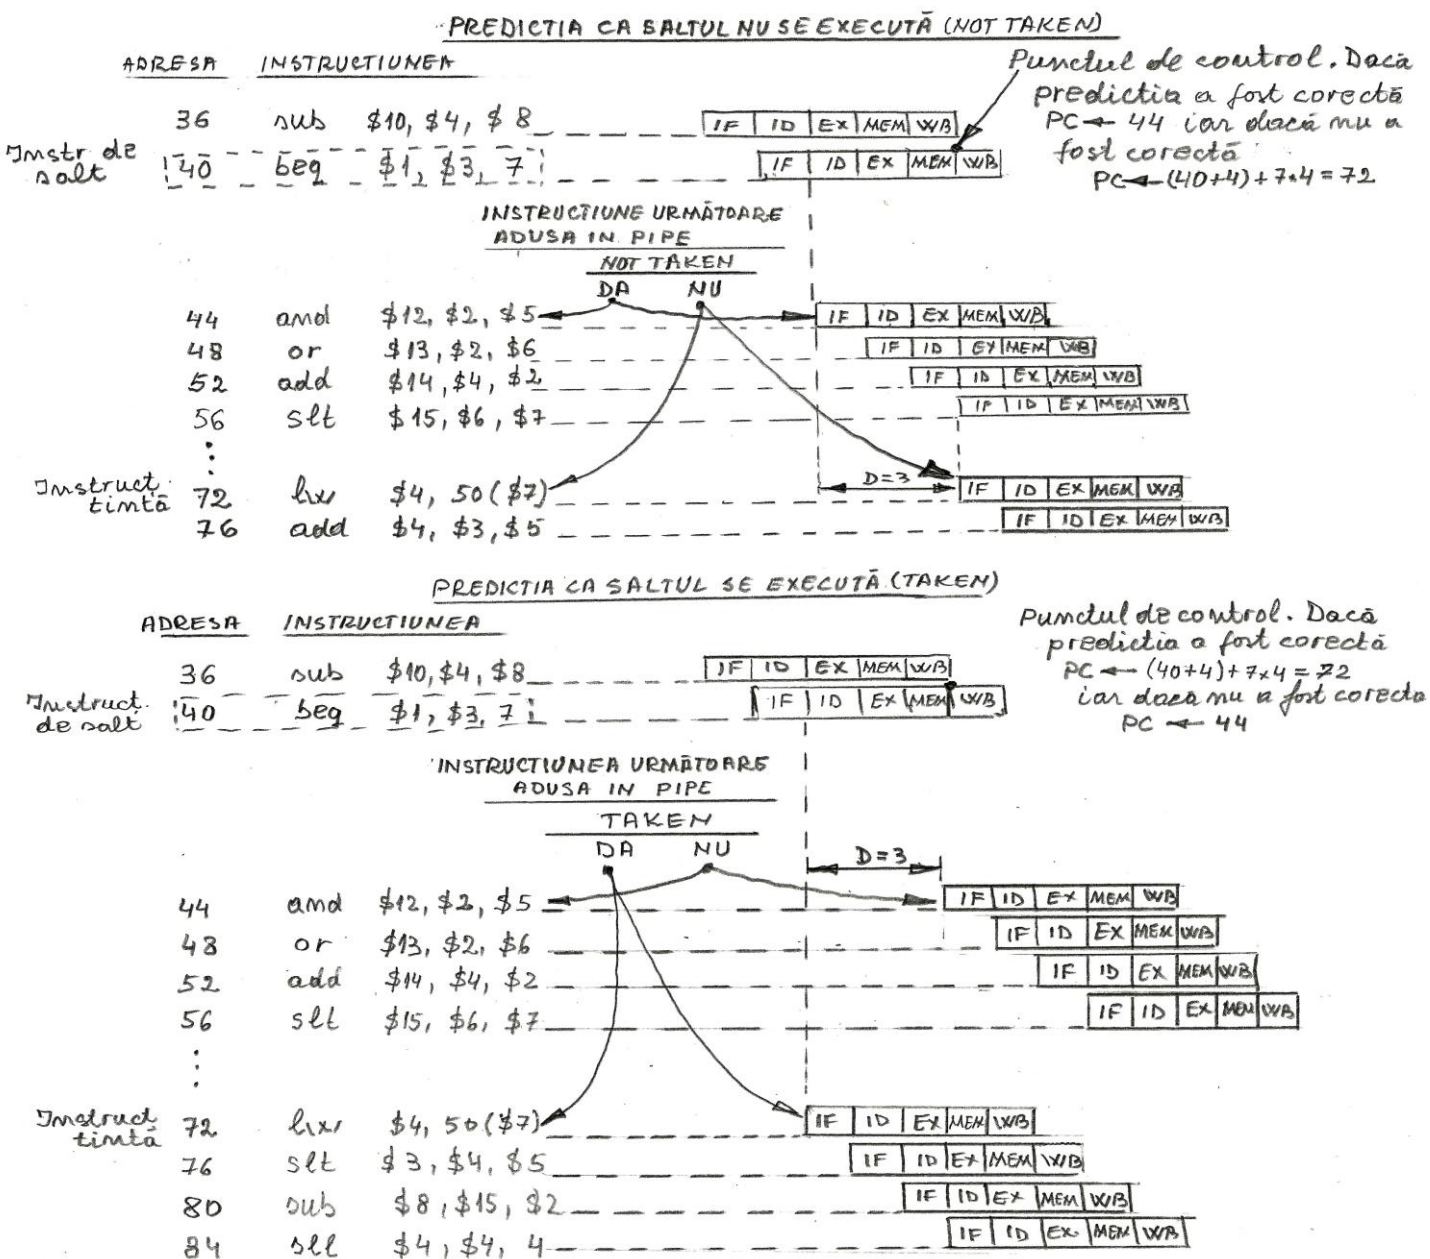 PREDICTIA CA SALTUL NU SE EXECUTĂ (NOT TAKEN)
ADRESA INSTRUCTIUNEA
Punctul de control. Dacă
predictia a fost corectă
PC ← 44 iar dacă nu a
fost corectă
PC ← (40+4) + 7×4 = 72
36 sub $10, $4, $8 IF ID EX MEM WB
Instr. de
salt
40 beq $1, $3, 7 IF ID EX MEM WB
INSTRUCTIUNE URMĂTOARE
ADUSA IN PIPE
NOT TAKEN
DA NU
44 and $12, $2, $5 IF ID EX MEM WB
48 or $13, $2, $6 IF ID EX MEM WB
52 add $14, $4, $2 IF ID EX MEM WB
56 slt $15, $6, $7 IF ID EX MEM WB
D=3
Instruct.
tintă
72 lw $4, 50($7) IF ID EX MEM WB
76 add $4, $3, $5 IF ID EX MEM WB
PREDICTIA CA SALTUL SE EXECUTĂ (TAKEN)
ADRESA INSTRUCTIUNEA
Punctul de control. Dacă
predictia a fost corectă
PC ← (40+4) + 7×4 = 72
iar daca nu a fost corecta
PC ← 44
36 sub $10, $4, $8 IF ID EX MEM WB
Instruct.
de salt
40 beq $1, $3, 7 IF ID EX MEM WB
INSTRUCTIUNEA URMĂTOARE
ADUSA IN PIPE
TAKEN
DA NU
D=3
44 and $12, $2, $5 IF ID EX MEM WB
48 or $13, $2, $6 IF ID EX MEM WB
52 add $14, $4, $2 IF ID EX MEM WB
56 slt $15, $6, $7 IF ID EX MEM WB
Instruct
tintă
72 lw $4, 50($7) IF ID EX MEM WB
76 slt $3, $4, $5 IF ID EX MEM WB
80 sub $8, $15, $2 IF ID EX MEM WB
84 sll $4, $4, 4 IF ID EX MEM WB